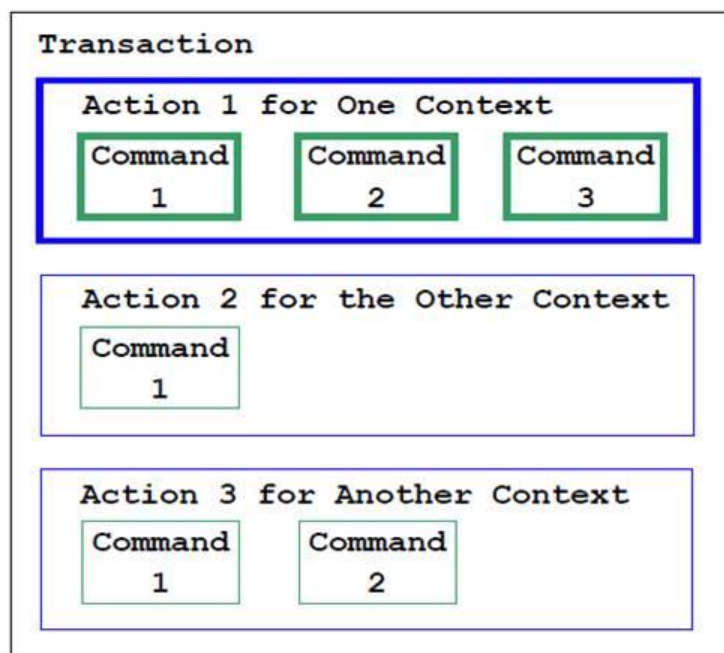 Transaction
Action 1 for One Context
Command Command Command
1 2 3
Action 2 for the Other Context
Command
1
Action 3 for Another Context
Command Command
1 2